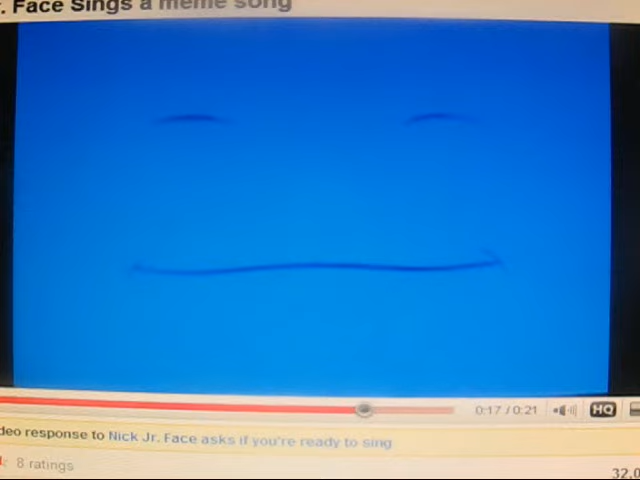 . Face Sings a meme song
0:17 / 0:21
HQ
deo response to Nick Jr. Face asks if you're ready to sing
8 ratings
32,0